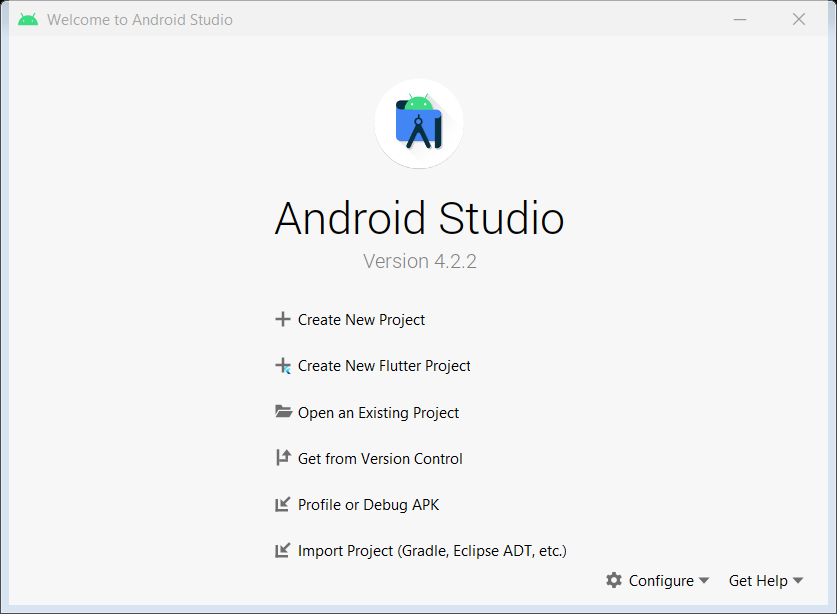 Welcome to Android Studio
Android Studio
Version 4.2.2
Create New Project
Create New Flutter Project
Open an Existing Project
Get from Version Control
Profile or Debug APK
Import Project (Gradle, Eclipse ADT, etc.)
Configure Get Help